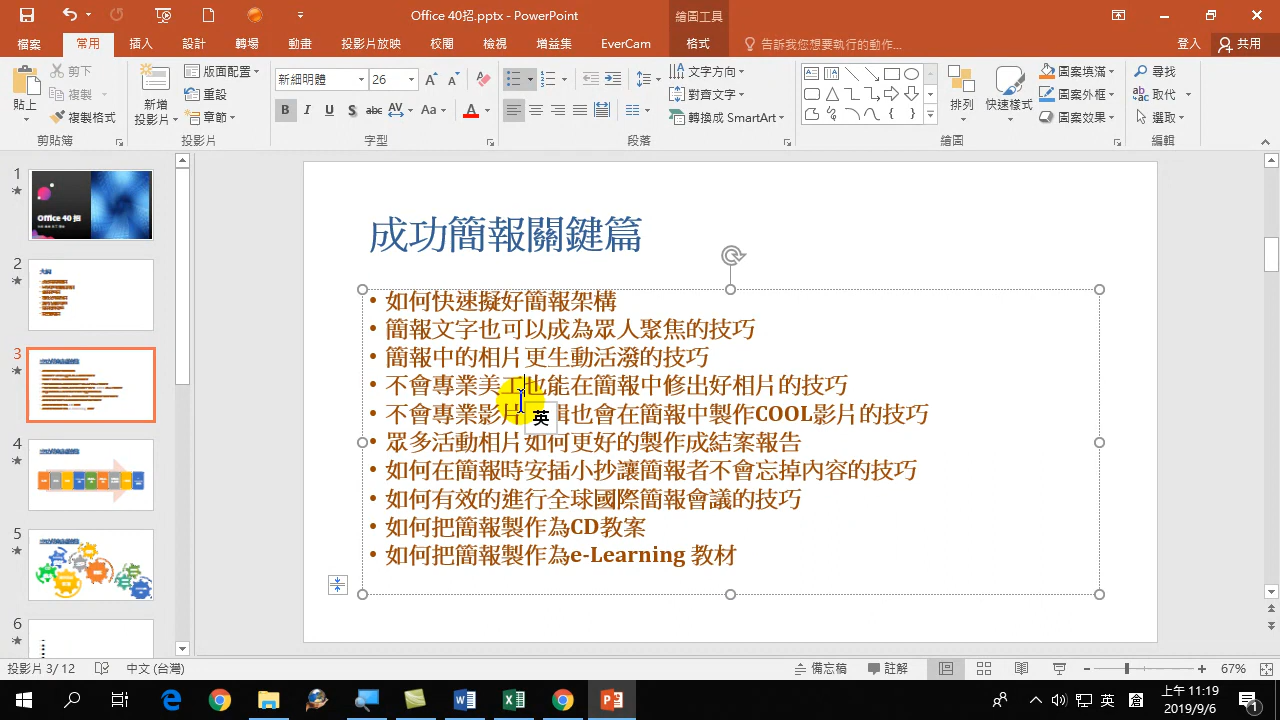 Office 40招.pptx - PowerPoint
繪圖工具
檔案
常用
插入
設計
轉場
動畫
投影片放映
校閱
檢視
增益集
EverCam
格式
告訴我您想要執行的動作...
登入
共用
貼上
剪下
複製
複製格式
剪貼簿
新增
投影片
版面配置
重設
章節
投影片
新細明體
26
B I U S abc AV Aa A
字型
文字方向
對齊文字
轉換成 SmartArt
段落
排列
快速樣式
圖案填滿
圖案外框
圖案效果
繪圖
尋找
取代
選取
編輯
1
Office 40 招
2
大綱
3
4
5
6
成功簡報關鍵篇
• 如何快速擬好簡報架構
• 簡報文字也可以成為眾人聚焦的技巧
• 簡報中的相片更生動活潑的技巧
• 不會專業美工也能在簡報中修出好相片的技巧
• 不會專業影片 輯也會在簡報中製作COOL影片的技巧
• 眾多活動相片如何更好的製作成結案報告
• 如何在簡報時安插小抄讓簡報者不會忘掉內容的技巧
• 如何有效的進行全球國際簡報會議的技巧
• 如何把簡報製作為CD教案
• 如何把簡報製作為e-Learning 教材
英
投影片 3/12
中文 (台灣)
備忘稿
註解
67%
英
上午 11:19
2019/9/6
1